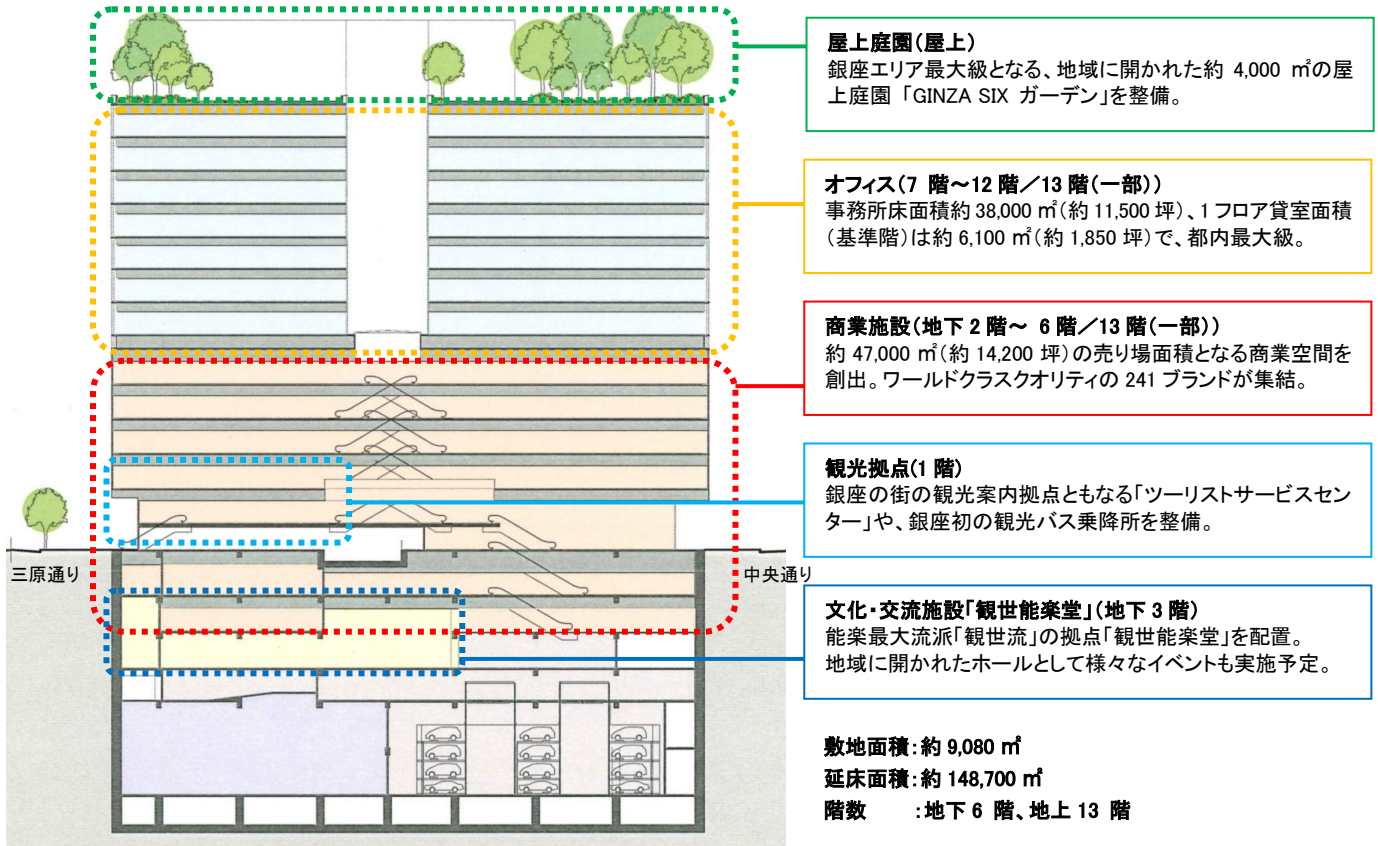 屋上庭園(屋上)
銀座エリア最大級となる、地域に開かれた約 4,000 ㎡の屋
上庭園 「GINZA SIX ガーデン」を整備。
オフィス(7 階～12 階／13 階(一部))
事務所床面積約 38,000 ㎡(約 11,500 坪)、1 フロア貸室面積
(基準階)は約 6,100 ㎡(約 1,850 坪)で、都内最大級。
商業施設(地下 2 階～ 6 階／13 階(一部))
約 47,000 ㎡(約 14,200 坪)の売り場面積となる商業空間を
創出。ワールドクラスクオリティの 241 ブランドが集結。
観光拠点(1 階)
銀座の街の観光案内拠点ともなる「ツーリストサービスセン
ター」や、銀座初の観光バス乗降所を整備。
三原通り
中央通り
文化・交流施設「観世能楽堂」(地下 3 階)
能楽最大流派「観世流」の拠点「観世能楽堂」を配置。
地域に開かれたホールとして様々なイベントも実施予定。
敷地面積：約 9,080 ㎡
延床面積：約 148,700 ㎡
階数　　：地下 6 階、地上 13 階